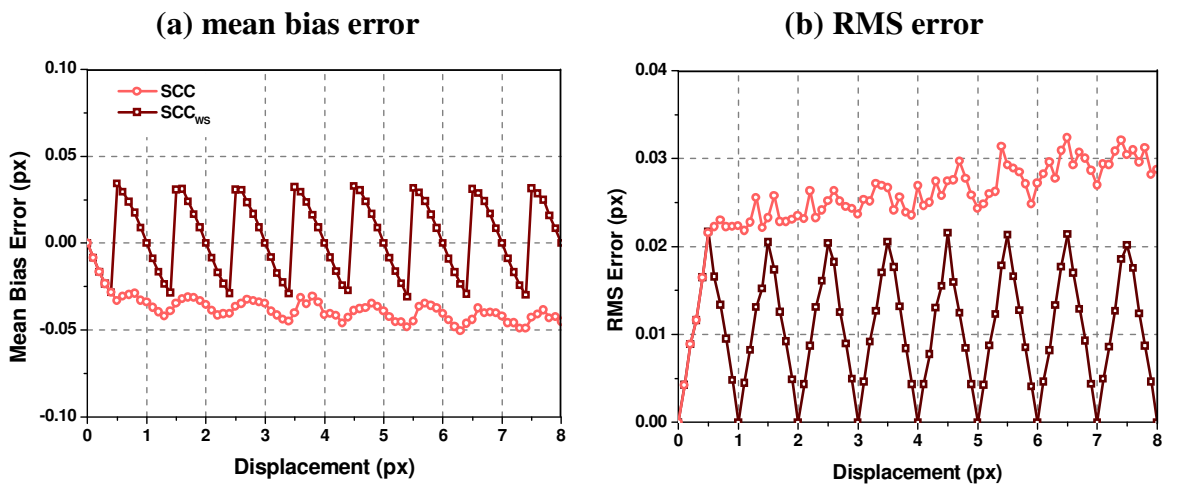 (a) mean bias error
0.10
0.05
0.00
-0.05
-0.10
Mean Bias Error (px)
SCC
SCCws
0 1 2 3 4 5 6 7 8
Displacement (px)
(b) RMS error
0.04
0.03
0.02
0.01
0.00
RMS Error (px)
0 1 2 3 4 5 6 7 8
Displacement (px)